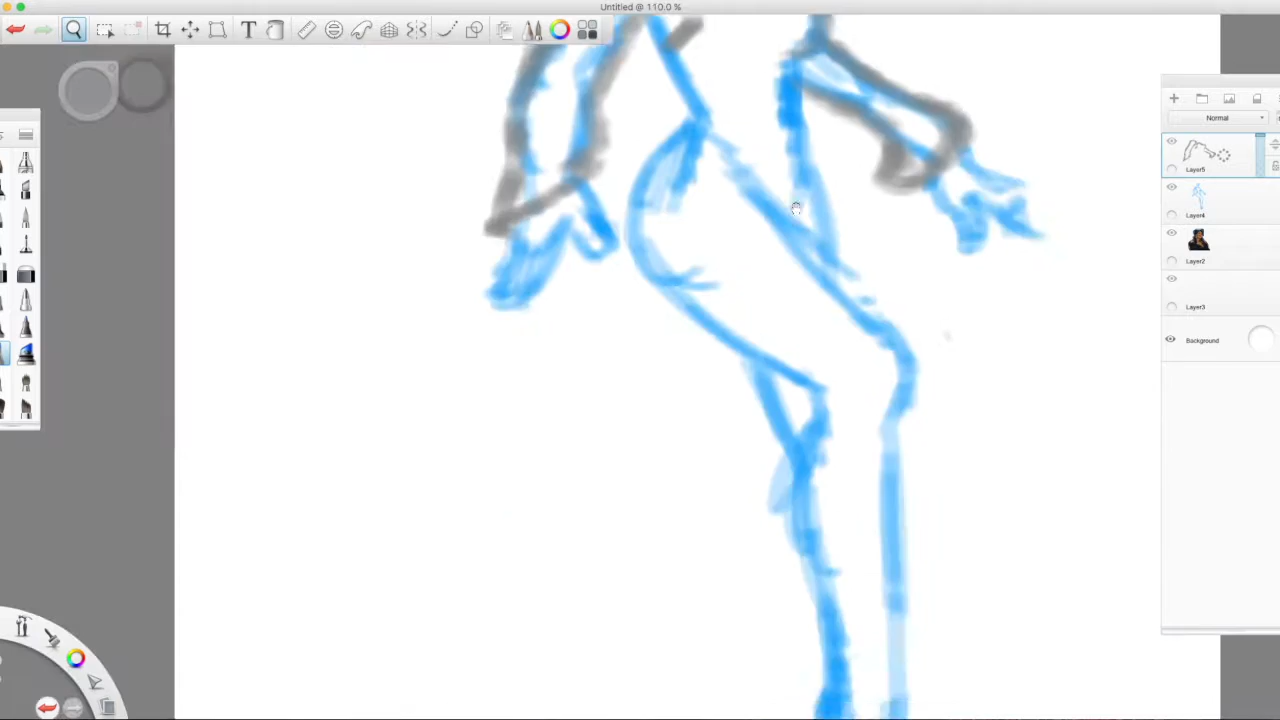 Untitled @ 110.0 %
T
Normal
Layer5
Layer4
Layer2
Layer3
Background